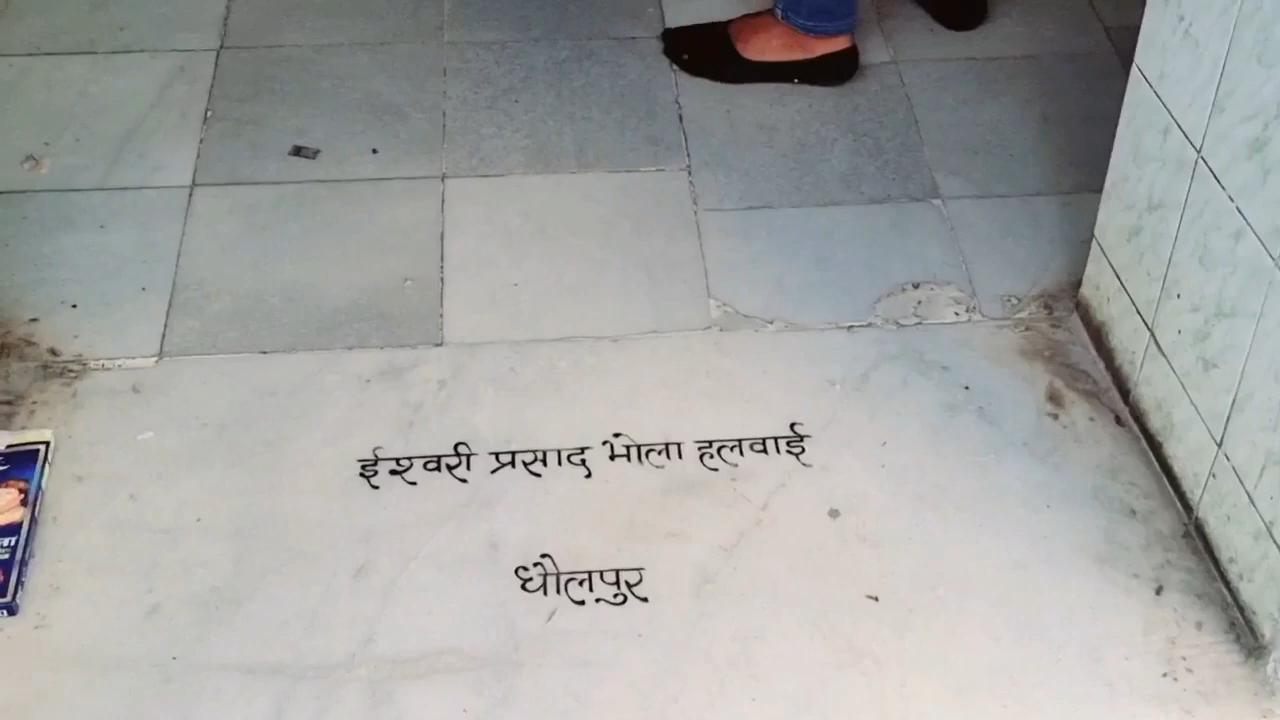 ईश्वरी प्रसाद भोला हलवाई
धौलपुर